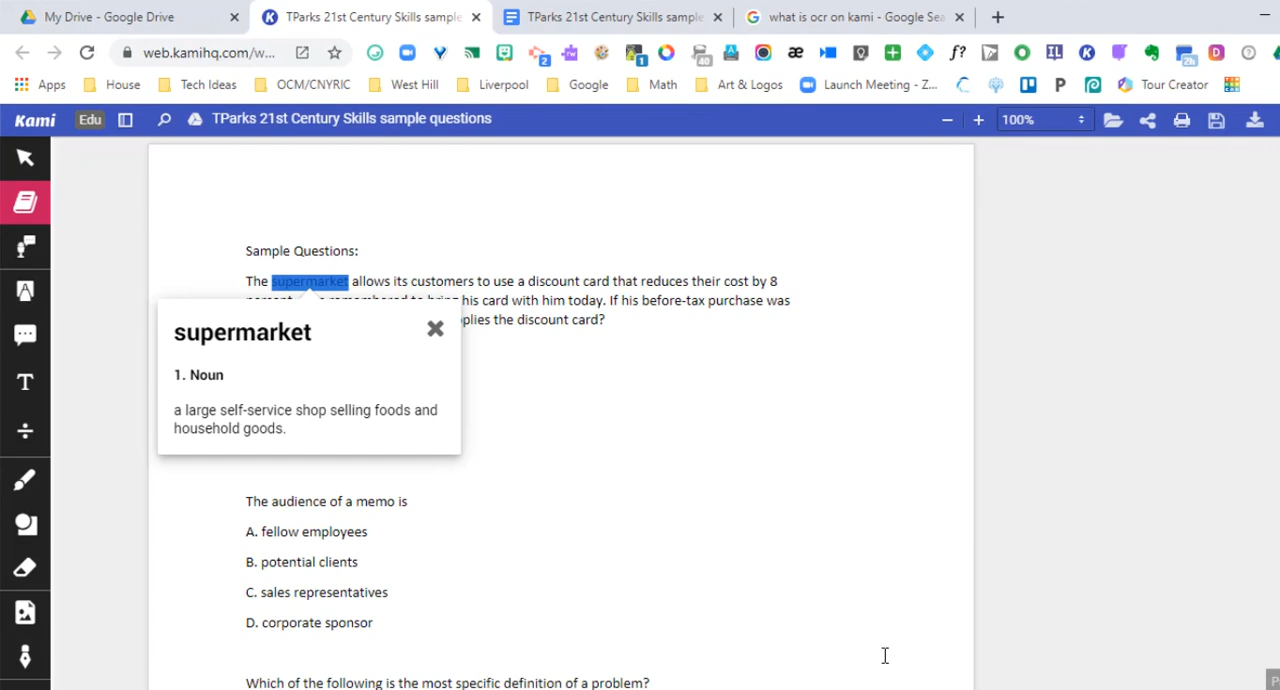 My Drive - Google Drive
TParks 21st Century Skills sample
TParks 21st Century Skills sample
what is ocr on kami - Google Sea
web.kamihq.com/w...
Apps House Tech Ideas OCM/CNYRIC West Hill Liverpool Google Math Art & Logos Launch Meeting - Z... Tour Creator
Kami Edu TParks 21st Century Skills sample questions 100%
Sample Questions:
The supermarket allows its customers to use a discount card that reduces their cost by 8
his card with him today. If his before-tax purchase was
plies the discount card?
supermarket
1. Noun
a large self-service shop selling foods and
household goods.
The audience of a memo is
A. fellow employees
B. potential clients
C. sales representatives
D. corporate sponsor
Which of the following is the most specific definition of a problem?